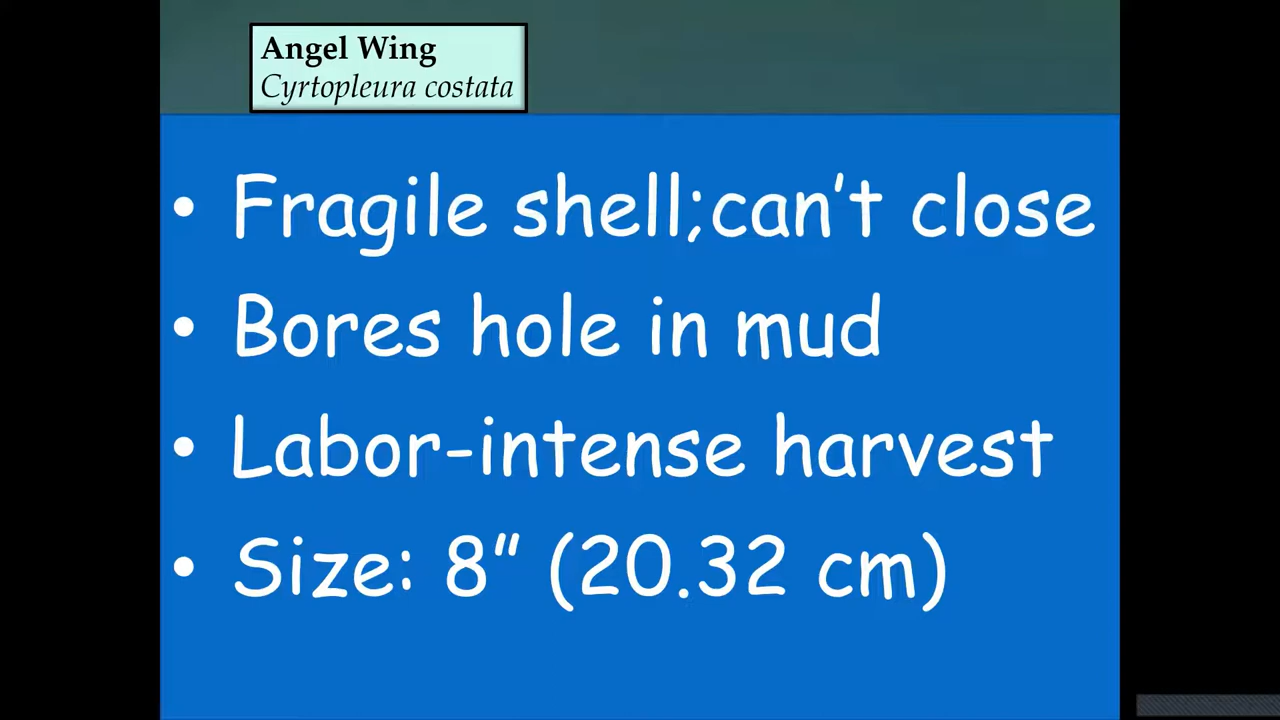 Angel Wing
Cyrtopleura costata
• Fragile shell;can’t close
• Bores hole in mud
• Labor-intense harvest
• Size: 8” (20.32 cm)